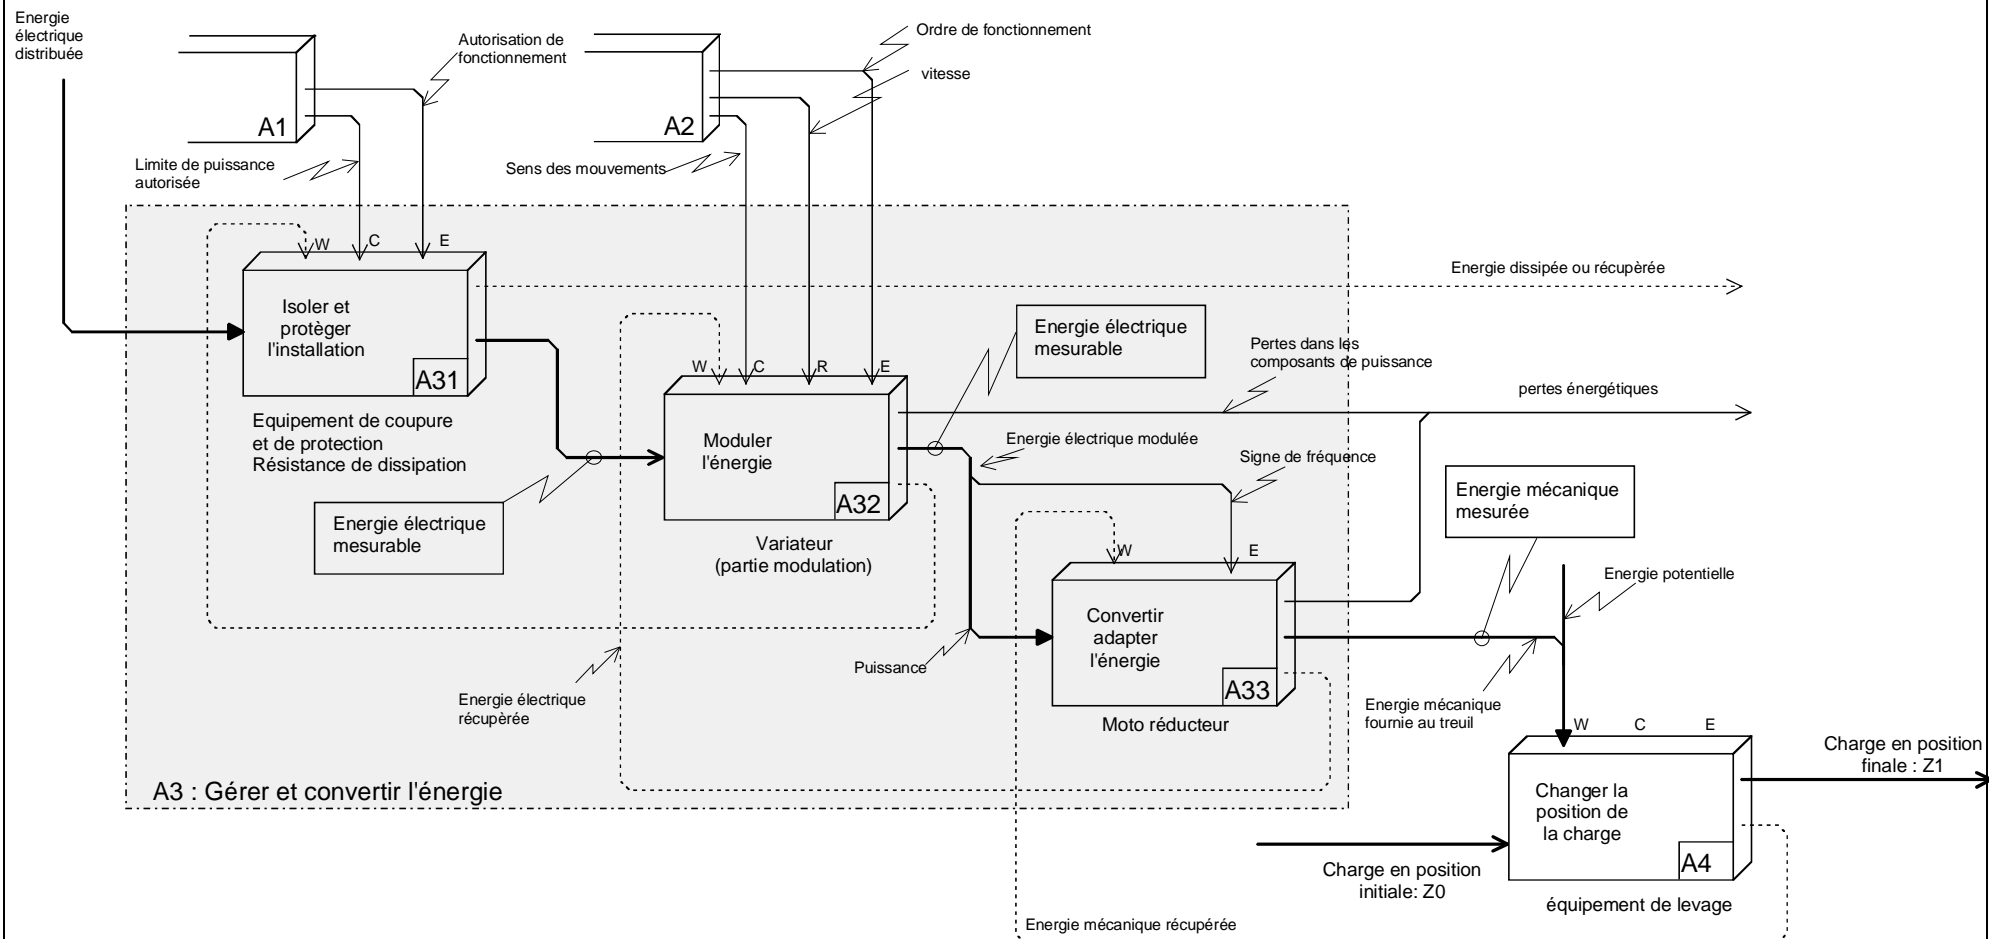 Energie
électrique
distribuée
A1
Autorisation de
fonctionnement
A2
Ordre de fonctionnement
vitesse
Limite de puissance
autorisée
Sens des mouvements
W
C
E
Isoler et
protèger
l'installation
A31
Equipement de coupure
et de protection
Résistance de dissipation
Energie dissipée ou récupèrée
Energie électrique
mesurable
Pertes dans les
composants de puissance
pertes énergétiques
W
C
R
E
Moduler
l'énergie
A32
Variateur
(partie modulation)
Energie électrique modulée
Signe de fréquence
Energie électrique
mesurable
Energie mécanique
mesurée
Energie potentielle
W
E
Convertir
adapter
l'énergie
A33
Moto réducteur
Puissance
Energie électrique
récupèrée
Energie mécanique
fournie au treuil
A3 : Gérer et convertir l'énergie
W
C
E
Changer la
position de
la charge
A4
équipement de levage
Charge en position
finale : Z1
Charge en position
initiale: Z0
Energie mécanique récupérée